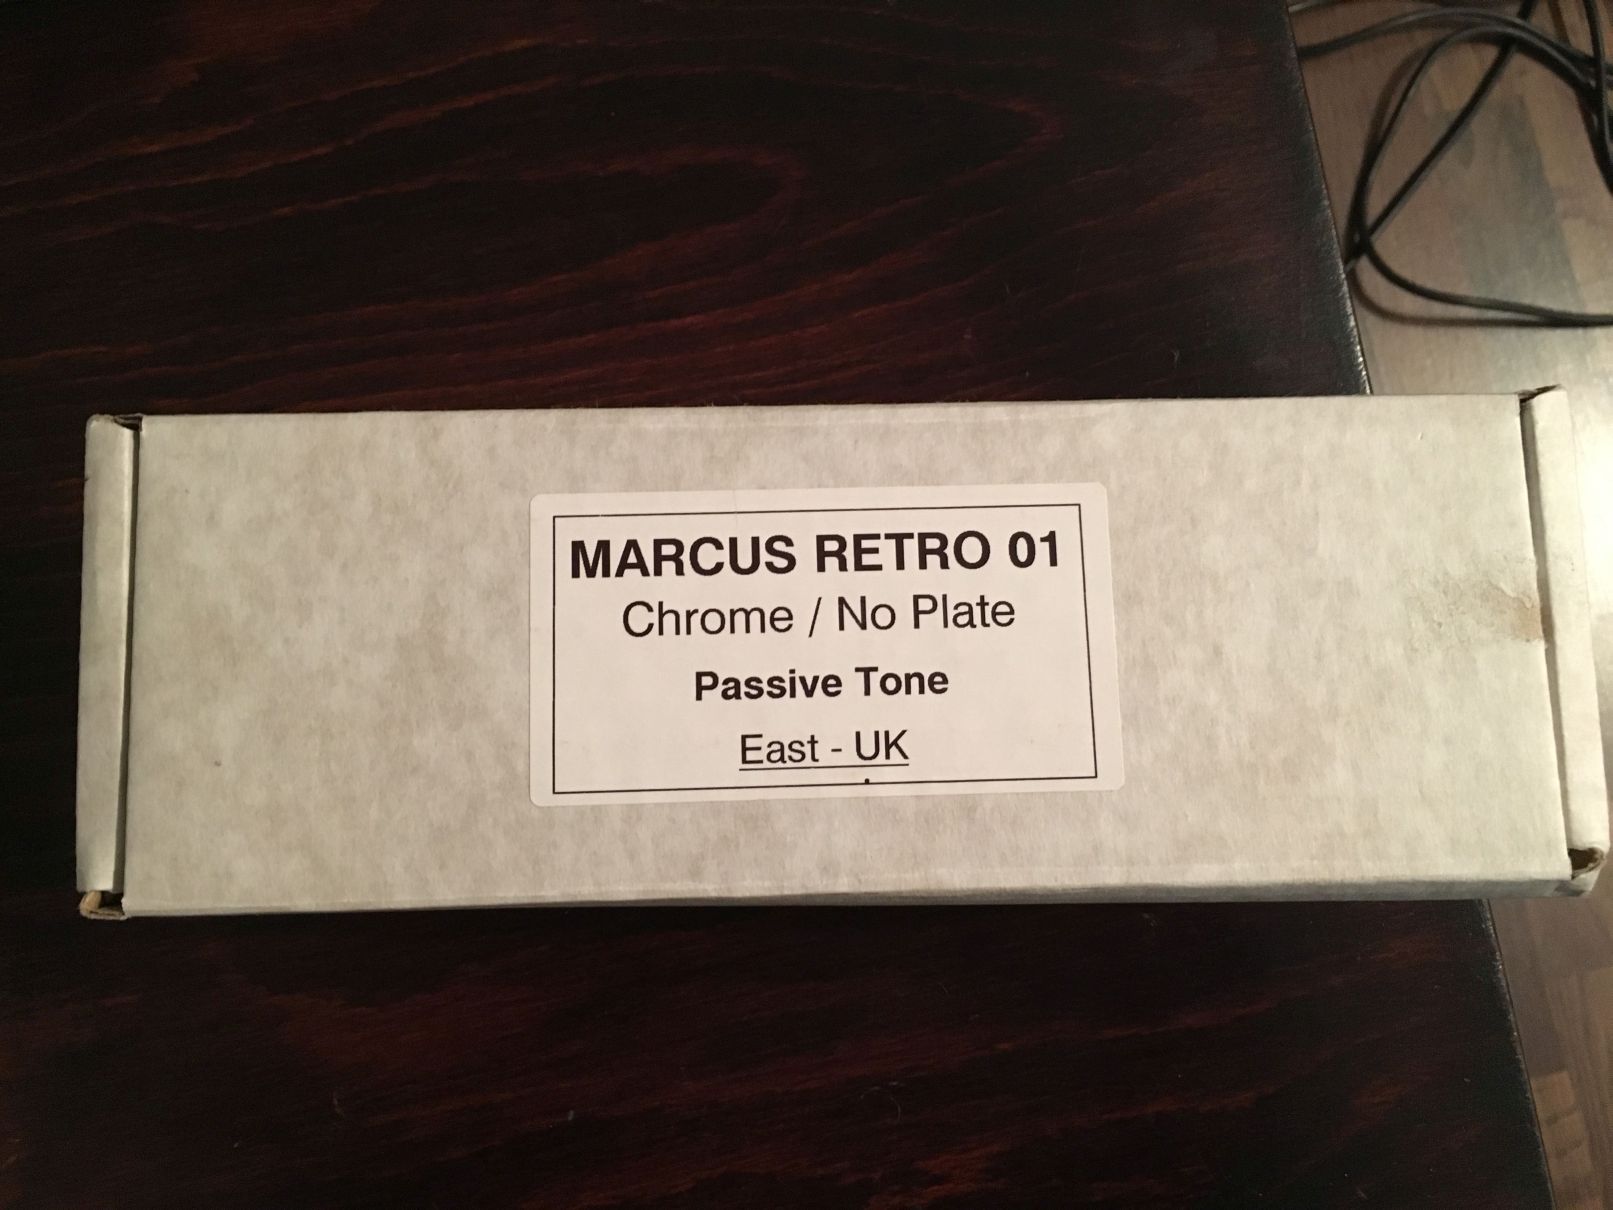 MARCUS RETRO 01
Chrome / No Plate
Passive Tone
East - UK